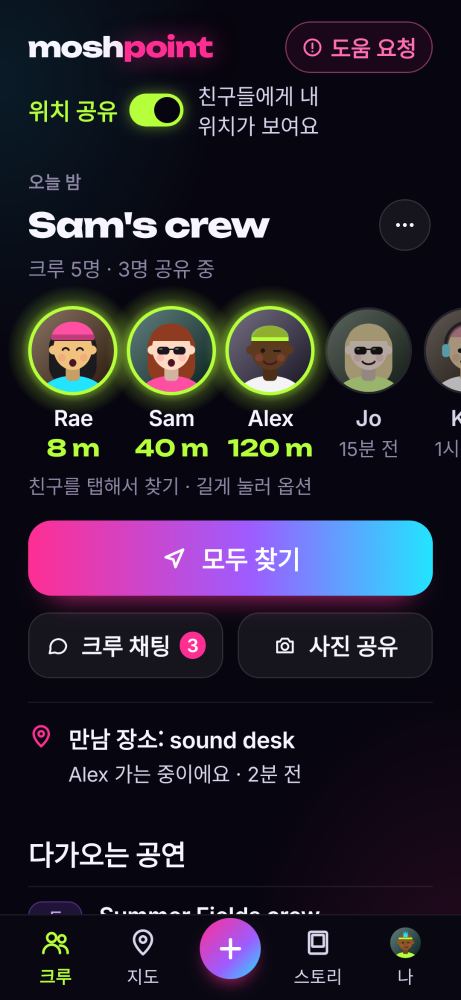 moshpoint
도움 요청
위치 공유
친구들에게 내
위치가 보여요
오늘 밤
Sam's crew
크루 5명 · 3명 공유 중
Rae
Sam
Alex
Jo
8 m
40 m
120 m
15분 전
친구를 탭해서 찾기 · 길게 눌러 옵션
모두 찾기
크루 채팅 3
사진 공유
만남 장소: sound desk
Alex 가는 중이에요 · 2분 전
다가오는 공연
Summer Fields crew
크루
지도
스토리
나